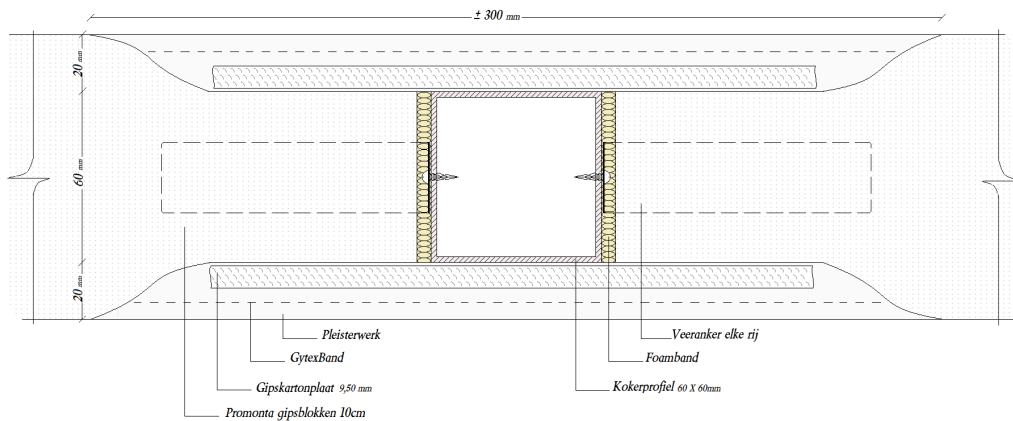 ± 300 mm
20 mm
60 mm
20 mm
Pleisterwerk
GytexBand
Gipskartonplaat 9,50 mm
Promonta gipsblokken 10cm
Veeranker elke rij
Foamband
Kokerprofiel 60 X 60mm